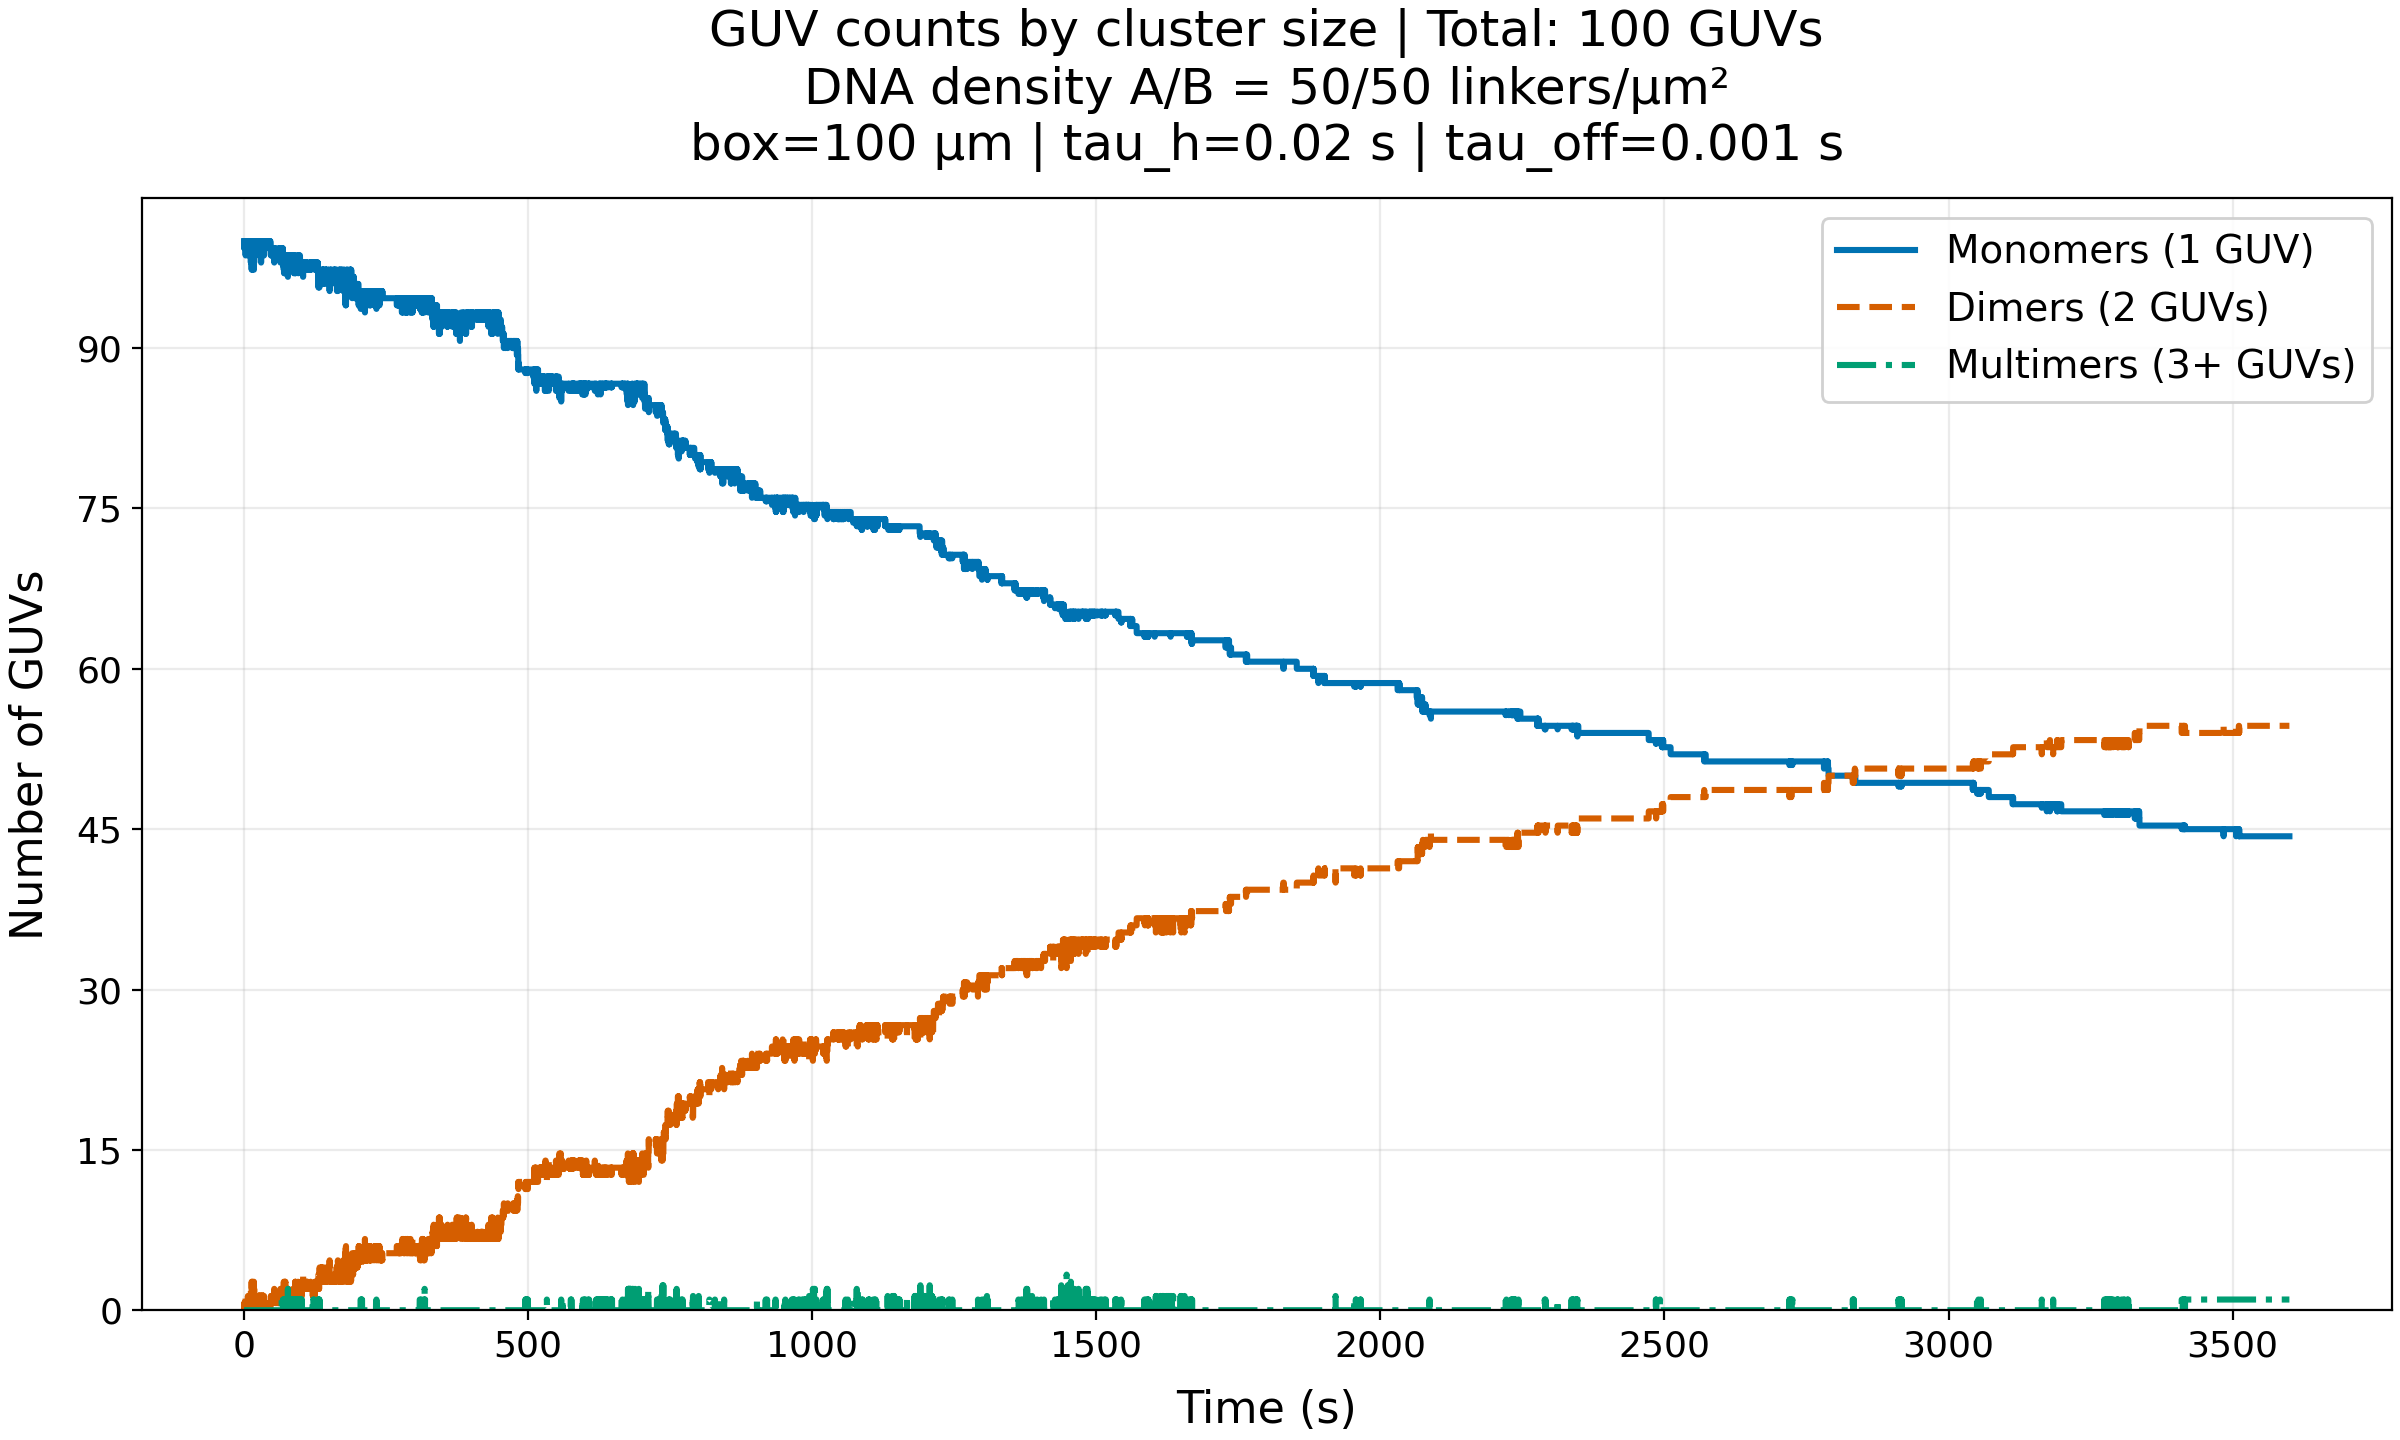 GUV counts by cluster size | Total: 100 GUVs
DNA density A/B = 50/50 linkers/µm²
box=100 µm | tau_h=0.02 s | tau_off=0.001 s
Monomers (1 GUV)
Dimers (2 GUVs)
Multimers (3+ GUVs)
Number of GUVs
90
75
60
45
30
15
0
0 500 1000 1500 2000 2500 3000 3500
Time (s)